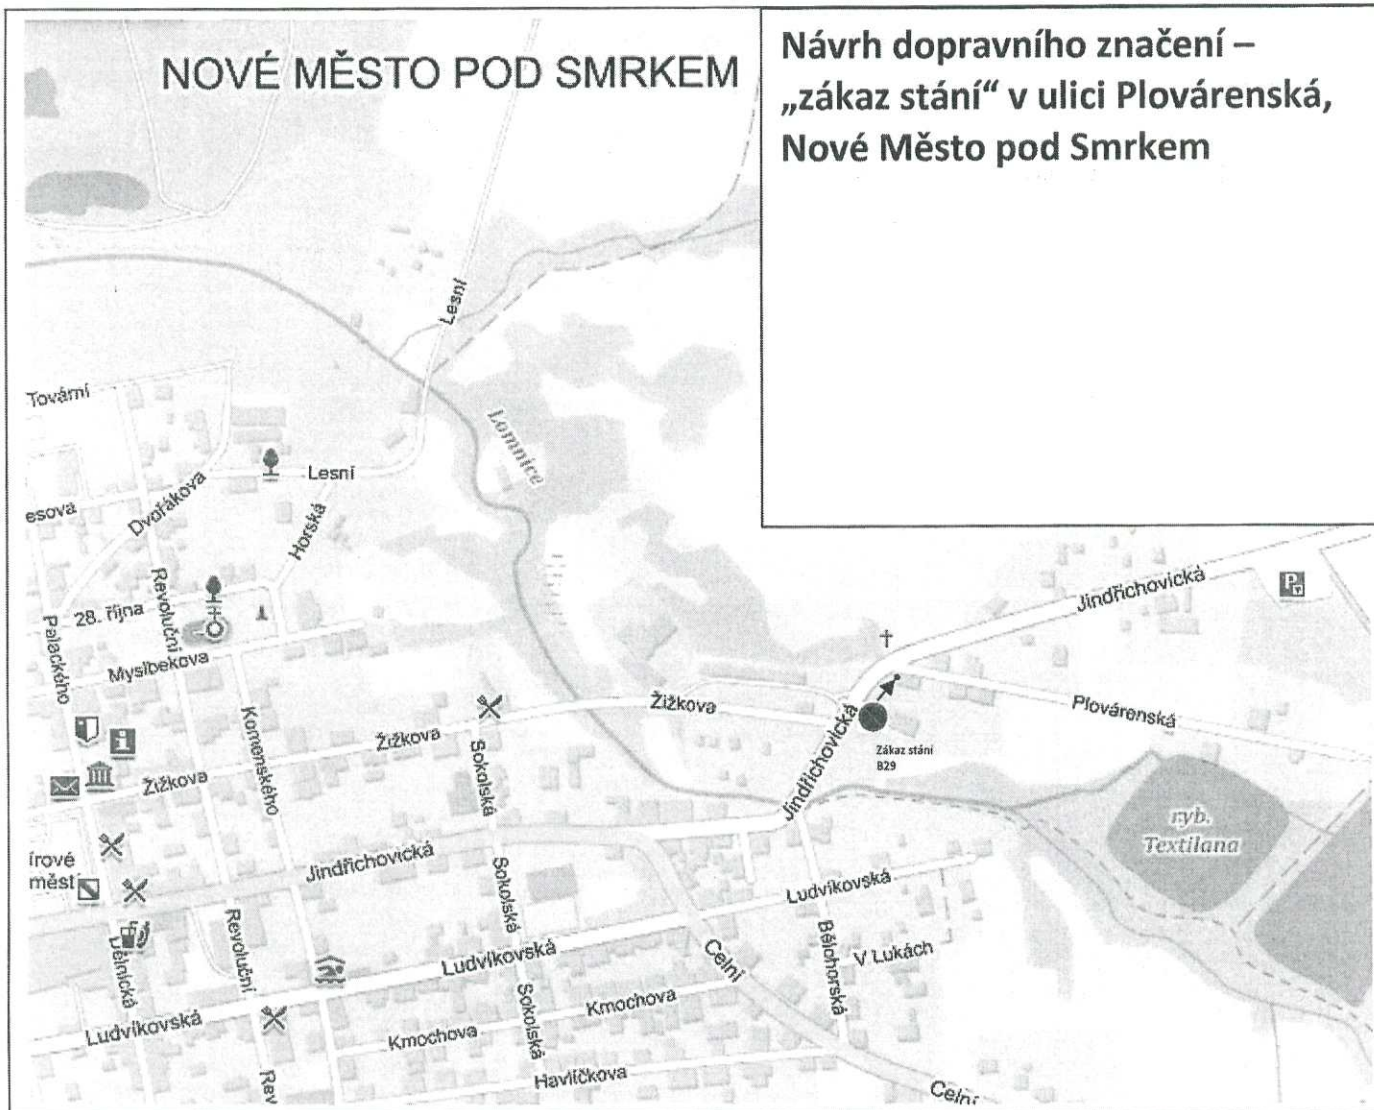 NOVÉ MĚSTO POD SMRKEM
Návrh dopravního značení –
„zákaz stání“ v ulici Plovárenská,
Nové Město pod Smrkem
Lesní
Tovární
Lomnice
Lesní
Dvořákova
esova
Horská
Jindřichovická
P
28. října
Revoluční
Palackého
Myslbekova
Žižkova
Plovárenská
Jindřichovická
Zákaz stání
B29
Komenského
Žižkova
Sokolská
Žižkova
ryb.
Textilana
írové
měst
Jindřichovická
Sokolská
Ludvíkovská
Revoluční
Dělnická
Bělohorská
V Lukách
Ludvíkovská
Celní
Kmochova
Sokolská
Ludvíkovská
Kmochova
Havlíčkova
Rev
Celní